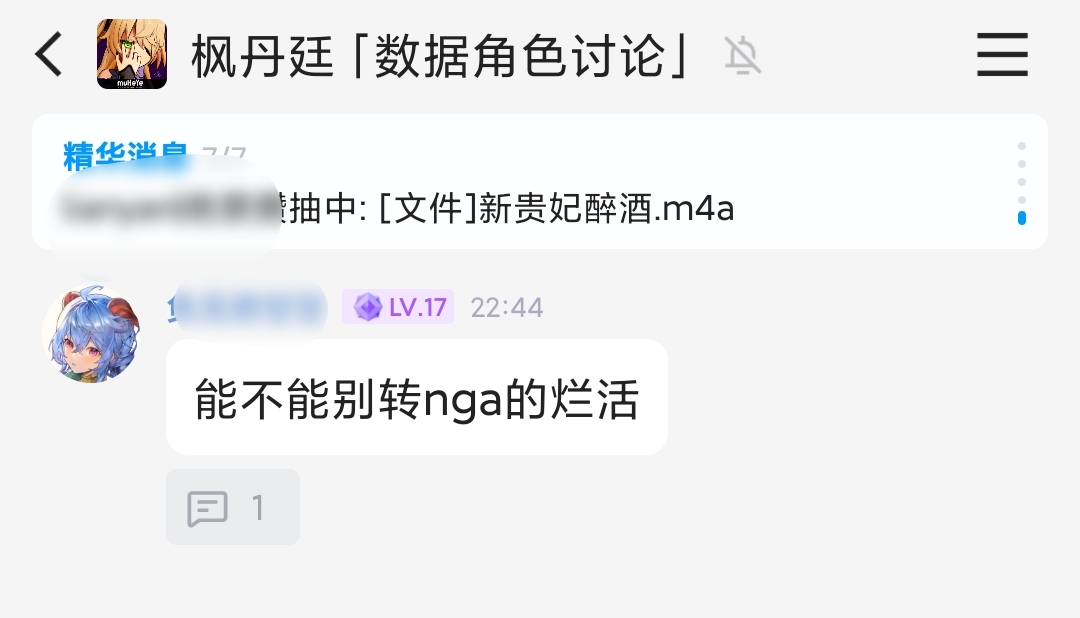 枫丹廷「数据角色讨论」
muHeYe
精华消息 7/7
抽中: [文件]新贵妃醉酒.m4a
LV.17 22:44
能不能别转nga的烂活
1